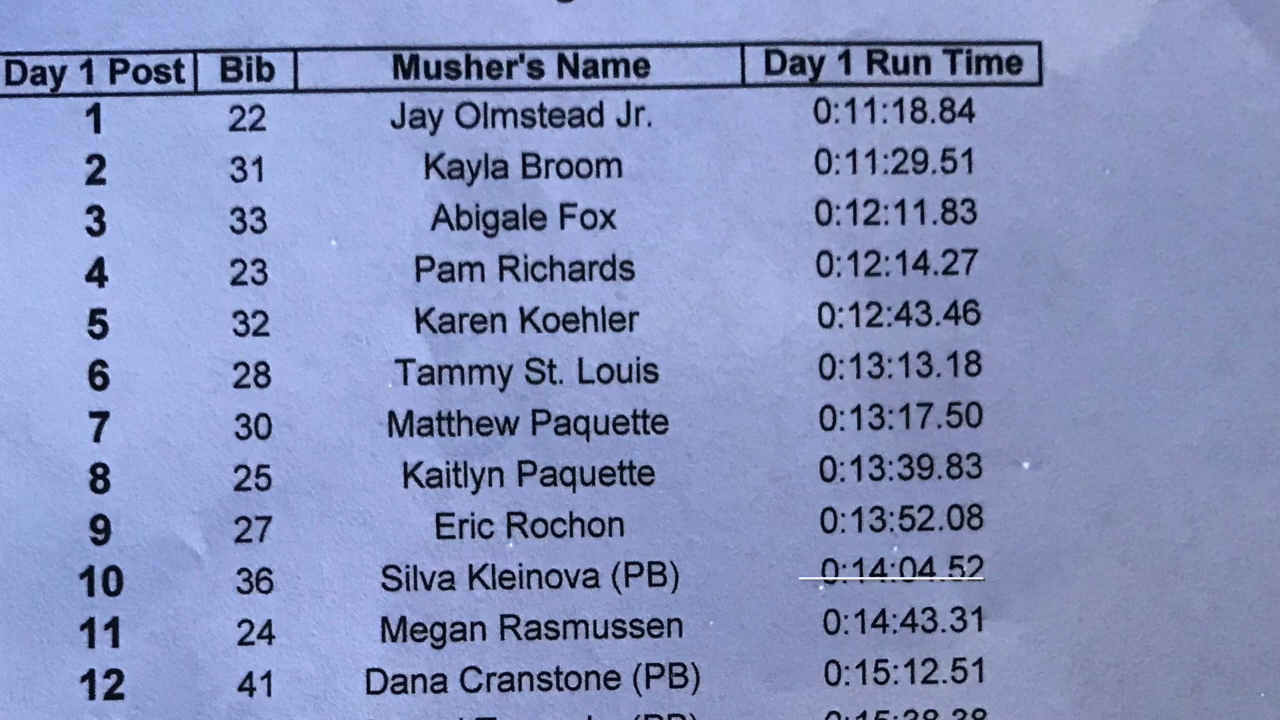 Day 1 Post Bib Musher's Name Day 1 Run Time
1 22 Jay Olmstead Jr. 0:11:18.84
2 31 Kayla Broom 0:11:29.51
3 33 Abigale Fox 0:12:11.83
4 23 Pam Richards 0:12:14.27
5 32 Karen Koehler 0:12:43.46
6 28 Tammy St. Louis 0:13:13.18
7 30 Matthew Paquette 0:13:17.50
8 25 Kaitlyn Paquette 0:13:39.83
9 27 Eric Rochon 0:13:52.08
10 36 Silva Kleinova (PB) 0:14:04.52
11 24 Megan Rasmussen 0:14:43.31
12 41 Dana Cranstone (PB) 0:15:12.51
(PB)